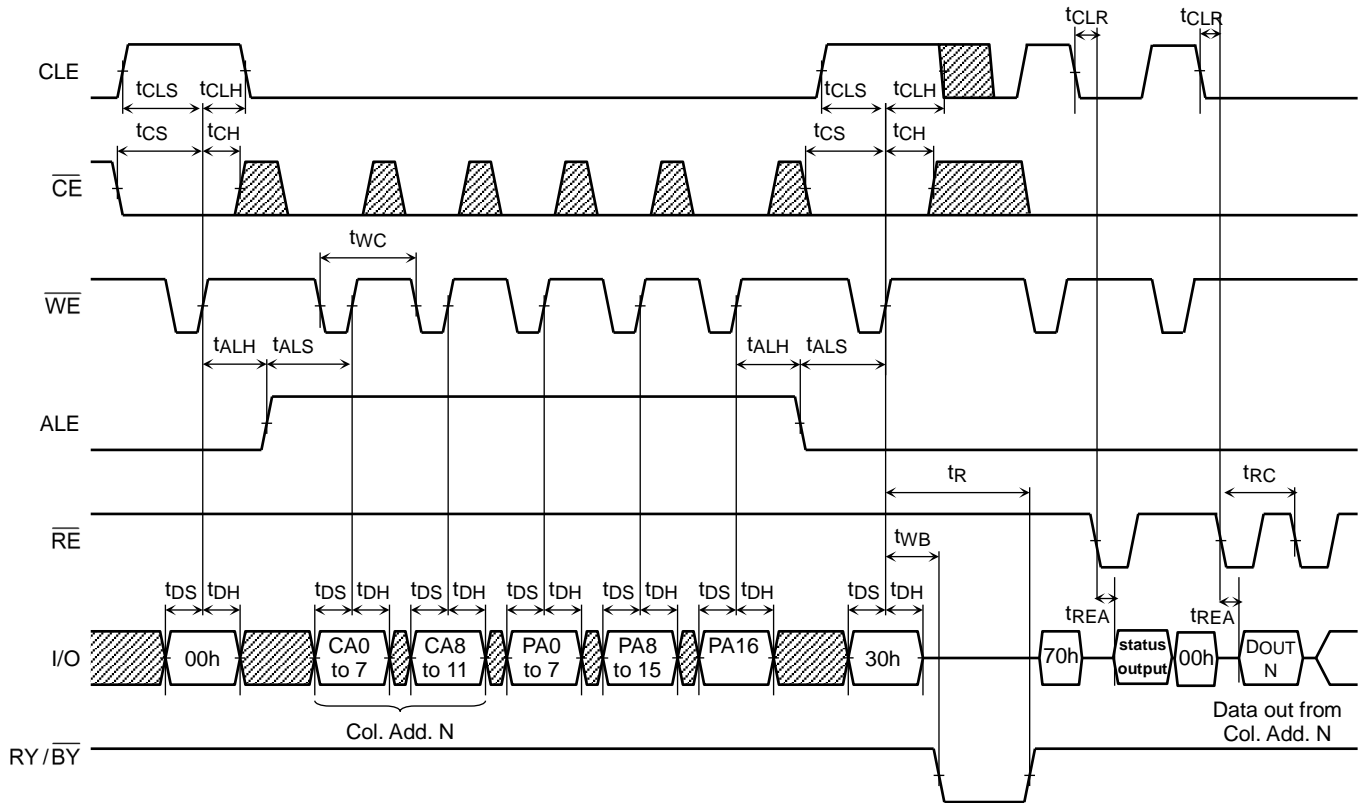 tCLR tCLR
CLE
tCLS tCLH tCLS tCLH
tCS tCH tCS tCH
CE
tWC
WE
tALH tALS tALH tALS
ALE
tR tRC
RE
tWB
tDS tDH tDS tDH tDS tDH tDS tDH tDS tDH tDS tDH tDS tDH
tREA tREA
I/O
00h
CA0
to 7
CA8
to 11
PA0
to 7
PA8
to 15
PA16
30h
70h
status
output
00h
DOUT
N
Col. Add. N
Data out from
Col. Add. N
RY/BY